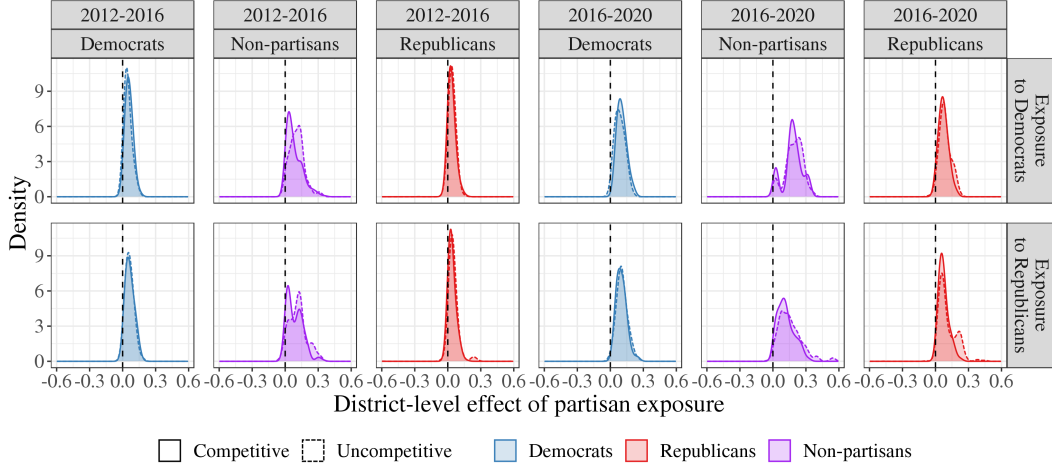 2012-2016 2012-2016 2012-2016 2016-2020 2016-2020 2016-2020
Democrats Non-partisans Republicans Democrats Non-partisans Republicans
Density
9
6
3
0
Exposure
to Democrats
9
6
3
0
Exposure
to Republicans
-0.6 -0.3 0.0 0.3 0.6 -0.6 -0.3 0.0 0.3 0.6 -0.6 -0.3 0.0 0.3 0.6 -0.6 -0.3 0.0 0.3 0.6 -0.6 -0.3 0.0 0.3 0.6 -0.6 -0.3 0.0 0.3 0.6
District-level effect of partisan exposure
Competitive Uncompetitive Democrats Republicans Non-partisans